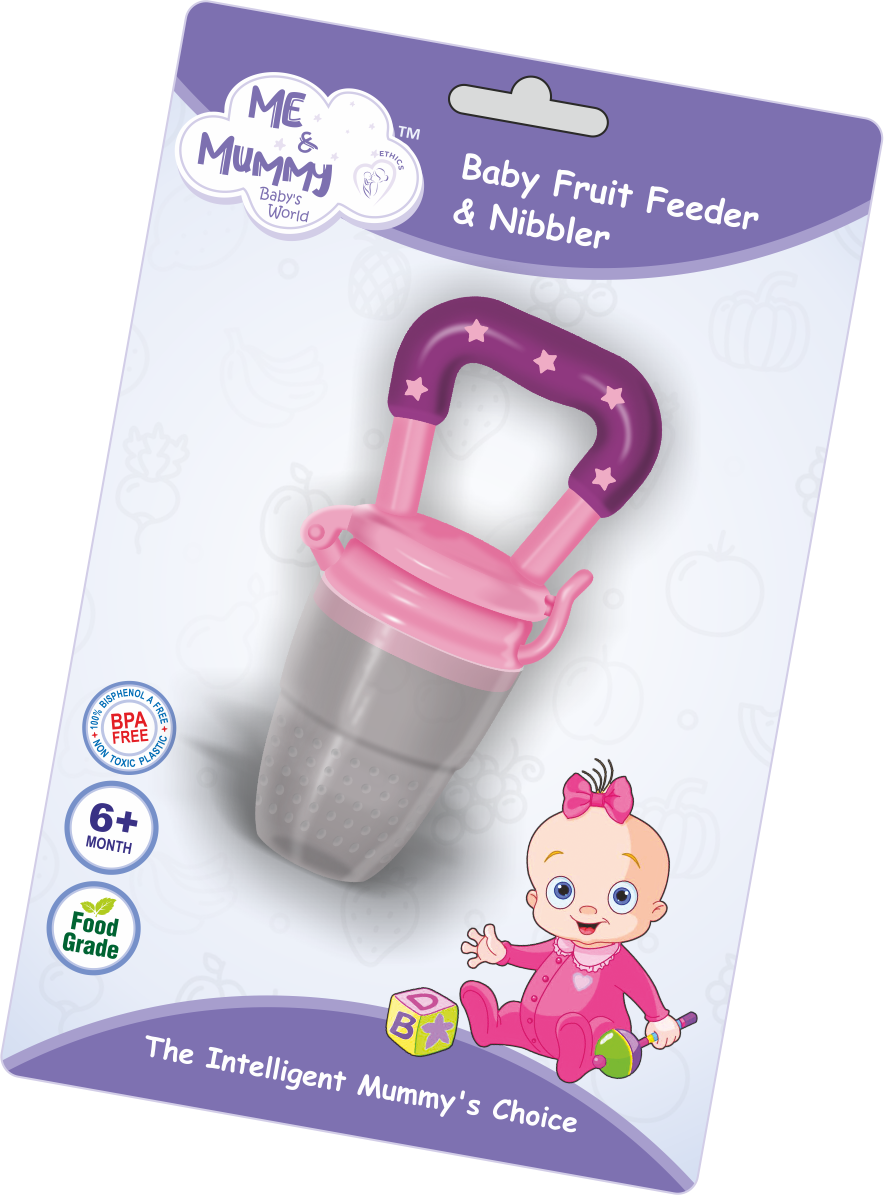 ME
&
MUMMY
Baby's
World
ETHICS
TM
Baby Fruit Feeder
& Nibbler
100% BISPHENOL A FREE
BPA
FREE
NON TOXIC PLASTIC
6+
MONTH
Food
Grade
D
B
The Intelligent Mummy's Choice